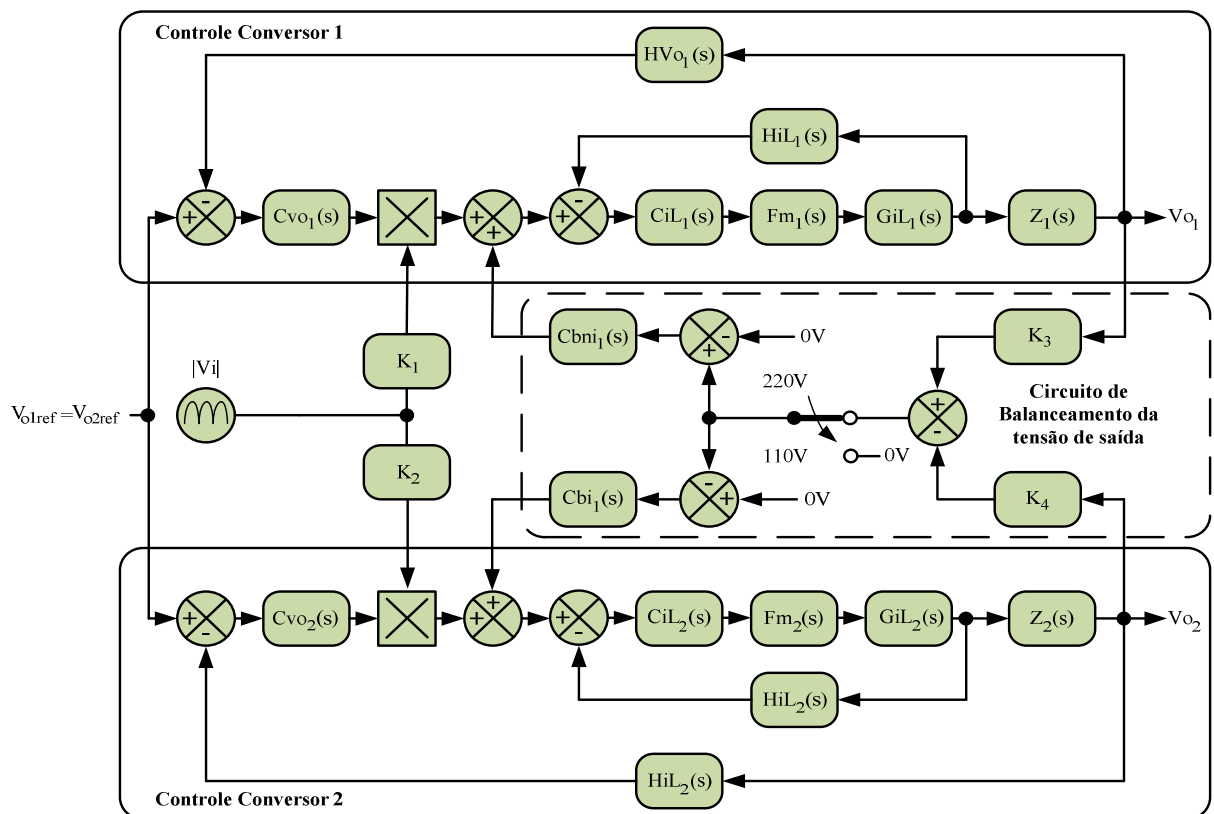 Controle Conversor 1
HVo1(s)
HiL1(s)
+ -
Cvo1(s)
+ +
+ -
CiL1(s)
Fm1(s)
GiL1(s)
Z1(s)
Vo1
Cbni1(s)
+ -
0V
K3
K1
|Vi|
220V
Circuito de
Balanceamento da
tensão de saída
Vo1ref =Vo2ref
+ -
110V
0V
K2
Cbi1(s)
- +
0V
K4
+ -
Cvo2(s)
+ +
+ -
CiL2(s)
Fm2(s)
GiL2(s)
Z2(s)
Vo2
HiL2(s)
HiL2(s)
Controle Conversor 2